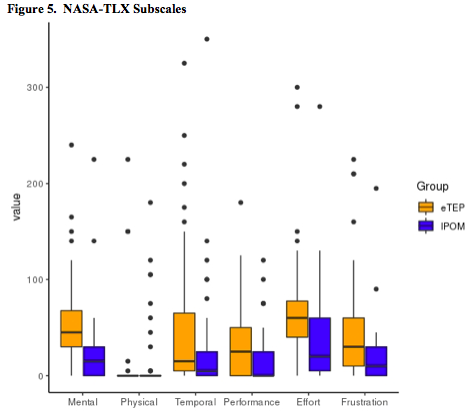 Figure 5. NASA-TLX Subscales
300
200
100
0
value
Mental Physical Temporal Performance Effort Frustration
Group
eTEP
IPOM